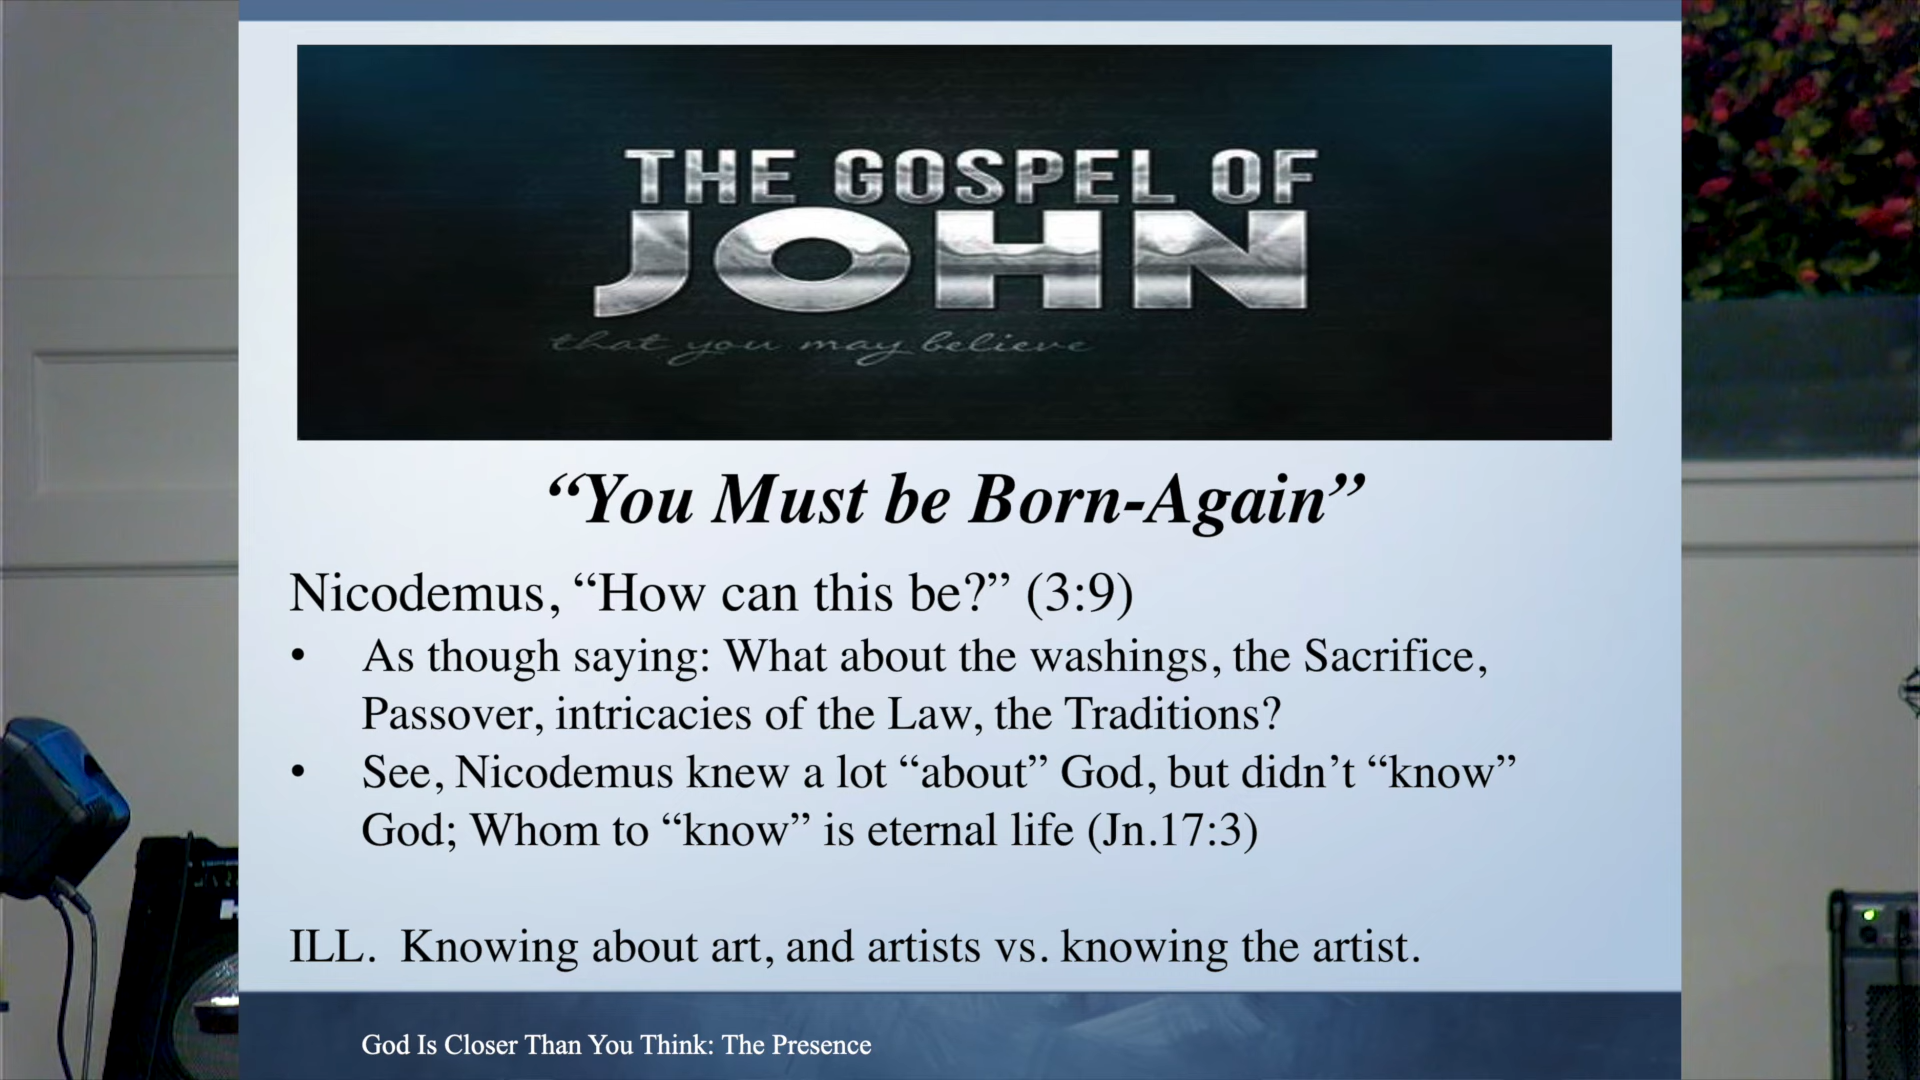 THE GOSPEL OF
JOHN
that you may believe
“You Must be Born-Again”
Nicodemus, “How can this be?” (3:9)
• As though saying: What about the washings, the Sacrifice,
Passover, intricacies of the Law, the Traditions?
• See, Nicodemus knew a lot “about” God, but didn’t “know”
God; Whom to “know” is eternal life (Jn.17:3)
ILL. Knowing about art, and artists vs. knowing the artist.
God Is Closer Than You Think: The Presence